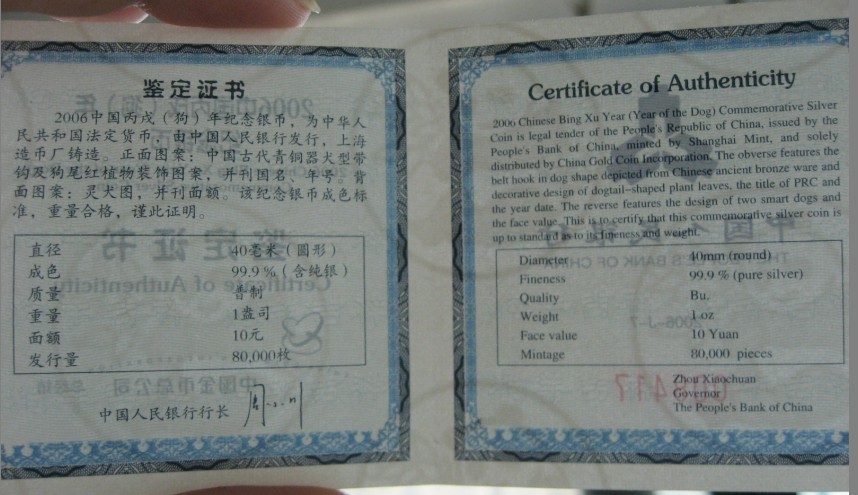 鉴定证书
2006中国丙戌（狗）年纪念银币，为中华人
民共和国法定货币，由中国人民银行发行，上海
造币厂铸造。正面图案：中国古代青铜器犬型带
钩及狗尾红植物装饰图案，并刊国名、年号。背
面图案：灵犬图，并刊面额。该纪念银币成色标
准，重量合格，谨此证明。
直径 40毫米（圆形）
成色 99.9%（含纯银）
质量 普制
重量 1盎司
面额 10元
发行量 80,000枚
中国人民银行行长
Certificate of Authenticity
2006 Chinese Bing Xu Year (Year of the Dog) Commemorative Silver
Coin is legal tender of the People's Republic of China, issued by the
People's Bank of China, minted by Shanghai Mint, and solely
distributed by China Gold Coin Incorporation. The obverse features the
belt hook in dog shape depicted from Chinese ancient bronze ware and
decorative design of dogtail-shaped plant leaves, the title of PRC and
the year date. The reverse features the design of two smart dogs and
the face value. This is to certify that this commemorative silver coin is
up to standard as to its fineness and weight.
Diameter 40mm (round)
Fineness 99.9 % (pure silver)
Quality Bu.
Weight 1 oz
Face value 10 Yuan
Mintage 80,000 pieces
Zhou Xiaochuan
Governor
The People's Bank of China